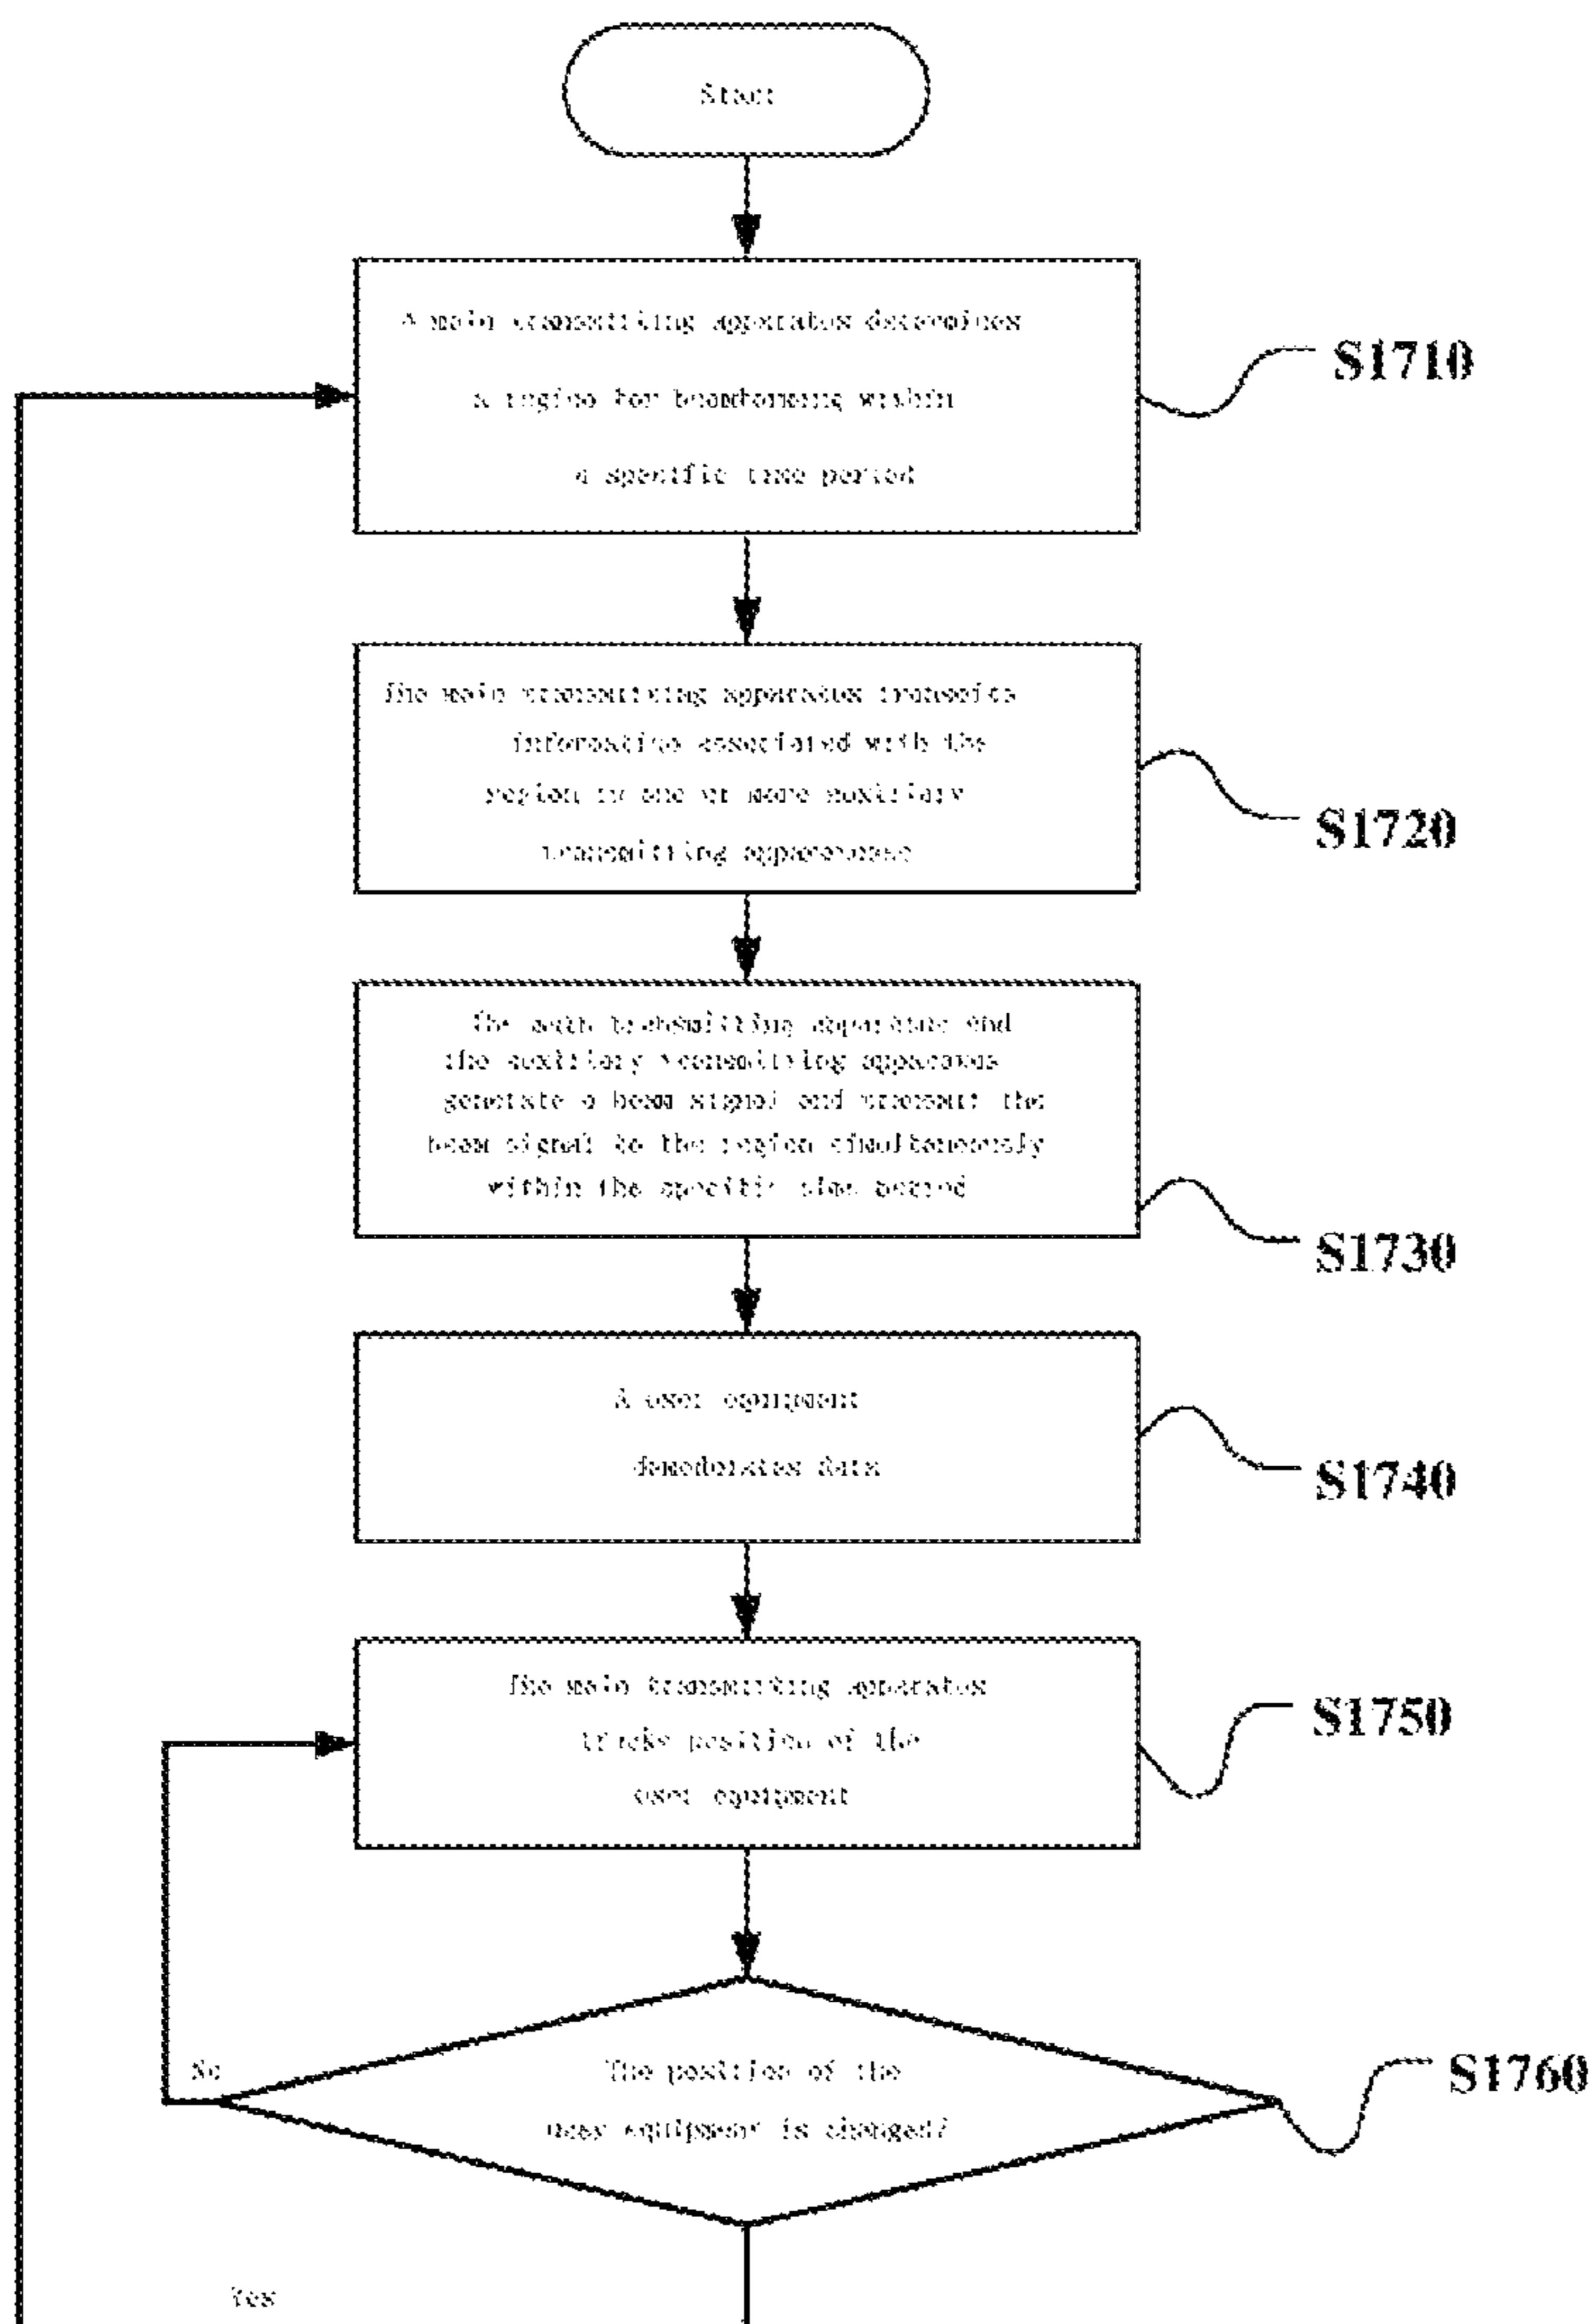 Start
A main transmitting apparatus determines
a region for beamforming within
a specific time period
S1710
The main transmitting apparatus transmits
information associated with the
region to one or more auxiliary
transmitting apparatuses
S1720
The main transmitting apparatus and
the auxiliary transmitting apparatus
generate a beam signal and transmit the
beam signal to the region simultaneously
within the specific time period
S1730
A user equipment
demodulates data
S1740
The main transmitting apparatus
tracks position of the
user equipment
S1750
No
The position of the
user equipment is changed?
S1760
Yes